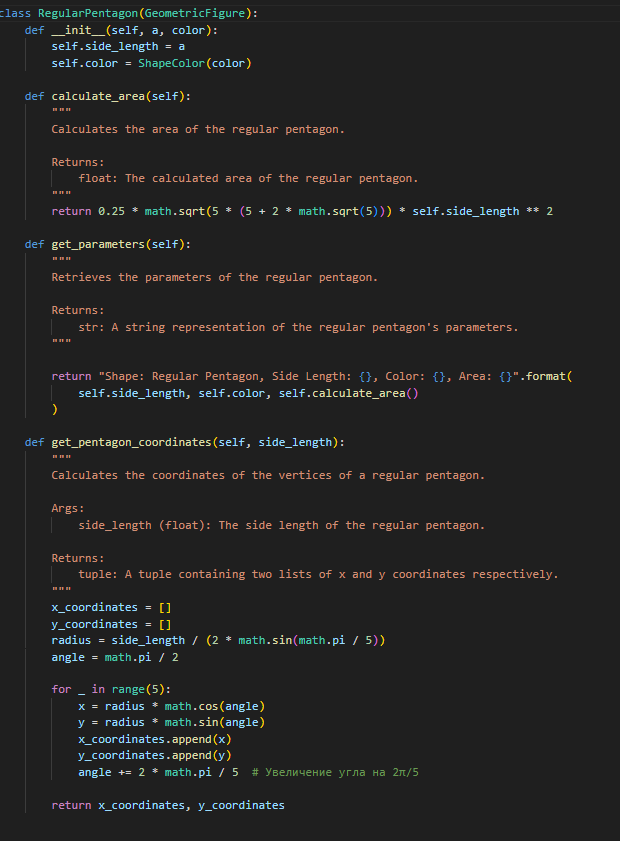 class RegularPentagon(GeometricFigure):
    def __init__(self, a, color):
        self.side_length = a
        self.color = ShapeColor(color)

    def calculate_area(self):
        """
        Calculates the area of the regular pentagon.

        Returns:
            float: The calculated area of the regular pentagon.
        """
        return 0.25 * math.sqrt(5 * (5 + 2 * math.sqrt(5))) * self.side_length ** 2

    def get_parameters(self):
        """
        Retrieves the parameters of the regular pentagon.

        Returns:
            str: A string representation of the regular pentagon's parameters.
        """

        return "Shape: Regular Pentagon, Side Length: {}, Color: {}, Area: {}".format(
            self.side_length, self.color, self.calculate_area()
        )

    def get_pentagon_coordinates(self, side_length):
        """
        Calculates the coordinates of the vertices of a regular pentagon.

        Args:
            side_length (float): The side length of the regular pentagon.

        Returns:
            tuple: A tuple containing two lists of x and y coordinates respectively.
        """
        x_coordinates = []
        y_coordinates = []
        radius = side_length / (2 * math.sin(math.pi / 5))
        angle = math.pi / 2

        for _ in range(5):
            x = radius * math.cos(angle)
            y = radius * math.sin(angle)
            x_coordinates.append(x)
            y_coordinates.append(y)
            angle += 2 * math.pi / 5  # Увеличение угла на 2π/5

        return x_coordinates, y_coordinates